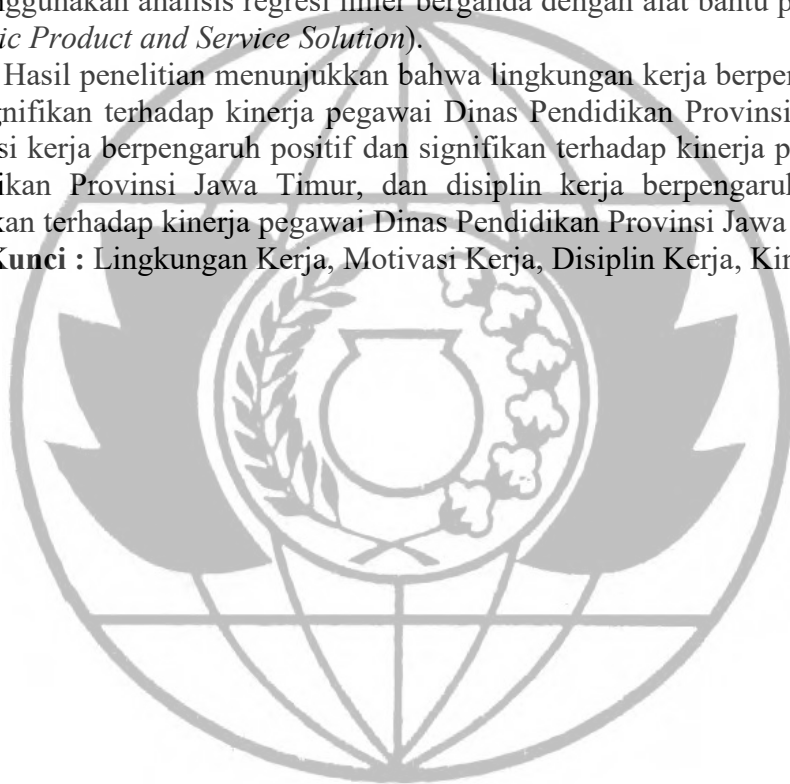 nggunakan analisis regresi linier berganda dengan alat bantu p
ic Product and Service Solution).
Hasil penelitian menunjukkan bahwa lingkungan kerja berpen
gnifikan terhadap kinerja pegawai Dinas Pendidikan Provinsi
si kerja berpengaruh positif dan signifikan terhadap kinerja p
ikan Provinsi Jawa Timur, dan disiplin kerja berpengaruh
kan terhadap kinerja pegawai Dinas Pendidikan Provinsi Jawa
Kunci : Lingkungan Kerja, Motivasi Kerja, Disiplin Kerja, Kin